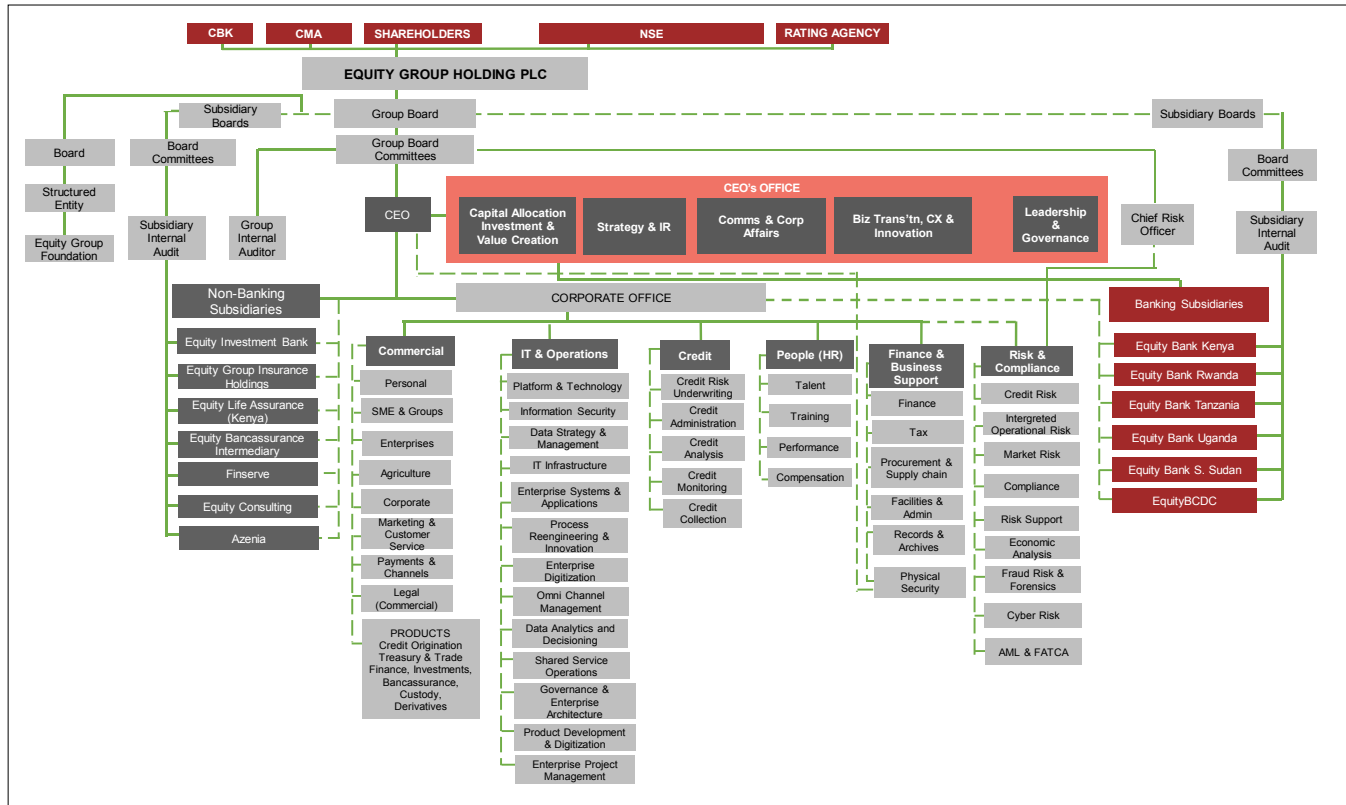 CBK
CMA
SHAREHOLDERS
NSE
RATING AGENCY
EQUITY GROUP HOLDING PLC
Subsidiary
Boards
Group Board
Subsidiary Boards
Board
Board
Committees
Group Board
Committees
Board
Committees
Structured
Entity
Equity Group
Foundation
Subsidiary
Internal
Audit
Group
Internal
Auditor
CEO
CEO's OFFICE
Capital Allocation
Investment &
Value Creation
Strategy & IR
Comms & Corp
Affairs
Biz Trans'tn, CX &
Innovation
Leadership
&
Governance
Chief Risk
Officer
Subsidiary
Internal
Audit
Non-Banking
Subsidiaries
CORPORATE OFFICE
Banking Subsidiaries
Equity Investment Bank
Equity Group Insurance
Holdings
Equity Life Assurance
(Kenya)
Equity Bancassurance
Intermediary
Finserve
Equity Consulting
Azenia
Commercial
Personal
SME & Groups
Enterprises
Agriculture
Corporate
Marketing &
Customer
Service
Payments &
Channels
Legal
(Commercial)
PRODUCTS
Credit Origination
Treasury & Trade
Finance, Investments,
Bancassurance,
Custody,
Derivatives
IT & Operations
Platform & Technology
Information Security
Data Strategy &
Management
IT Infrastructure
Enterprise Systems &
Applications
Process
Reengineering &
Innovation
Enterprise
Digitization
Omni Channel
Management
Data Analytics and
Decisioning
Shared Service
Operations
Governance &
Enterprise
Architecture
Product Development
& Digitization
Enterprise Project
Management
Credit
Credit Risk
Underwriting
Credit
Administration
Credit
Analysis
Credit
Monitoring
Credit
Collection
People (HR)
Talent
Training
Performance
Compensation
Finance &
Business
Support
Finance
Tax
Procurement &
Supply chain
Facilities &
Admin
Records &
Archives
Physical
Security
Risk &
Compliance
Credit Risk
Intergreted
Operational Risk
Market Risk
Compliance
Risk Support
Economic
Analysis
Fraud Risk &
Forensics
Cyber Risk
AML & FATCA
Equity Bank Kenya
Equity Bank Rwanda
Equity Bank Tanzania
Equity Bank Uganda
Equity Bank S. Sudan
EquityBCDC